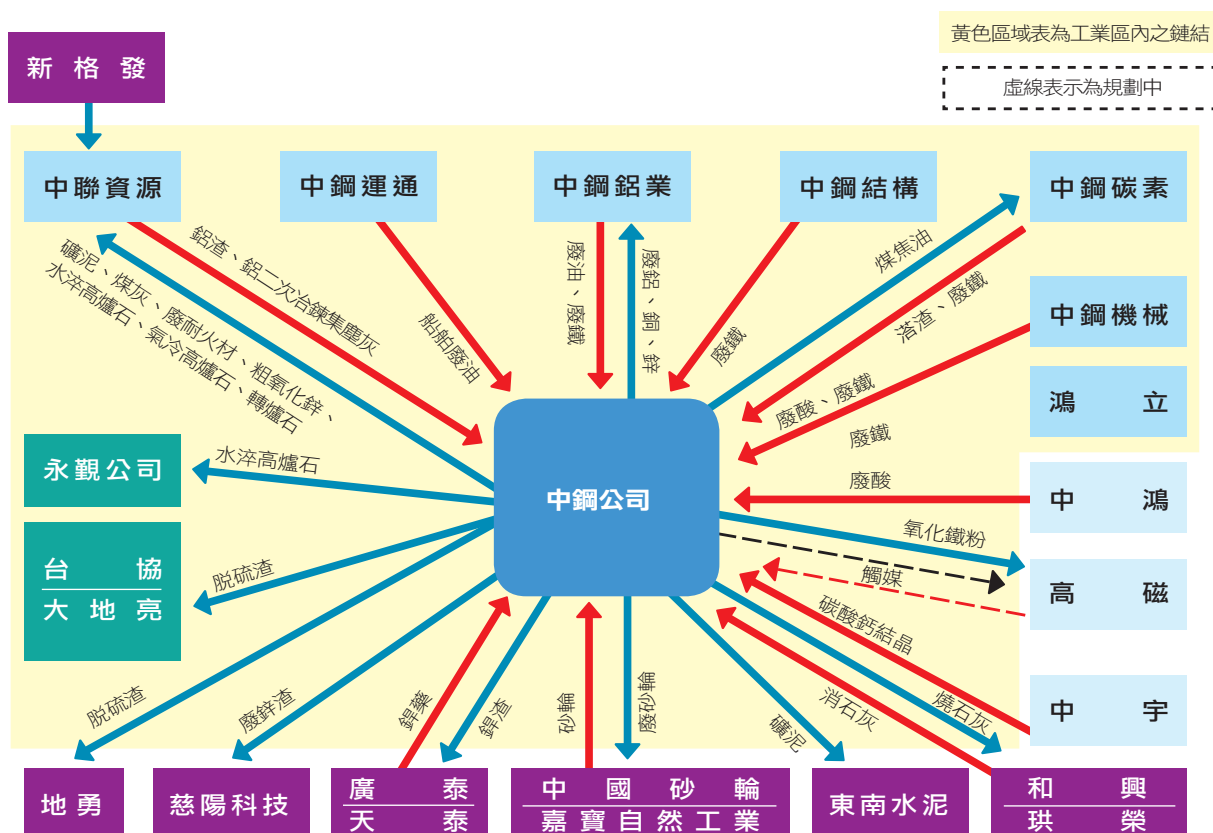 黃色區域表為工業區內之鏈結
虛線表示為規劃中
新格發
中聯資源
中鋼運通
中鋼鋁業
中鋼結構
中鋼碳素
中鋼機械
鴻立
中鴻
高磁
中宇
永覲公司
台協
大地亮
中鋼公司
鋁渣、鋁二次冶鍊集塵灰
礦泥、煤灰、廢耐火材、粗氧化鋅、
水淬高爐石、氣冷高爐石、轉爐石
船舶廢油
廢油、廢鐵
廢鋁、銅、鋅
廢鐵
煤焦油
落渣、廢鐵
廢酸、廢鐵
廢鐵
廢酸
氧化鐵粉
觸媒
碳酸鈣結晶
水淬高爐石
脱硫渣
脱硫渣
廢鋅渣
銲藥
銲渣
砂輪
廢砂輪
礦泥
消石灰
燒石灰
地勇
慈陽科技
廣泰
天泰
中國砂輪
嘉寶自然工業
東南水泥
和興
珙榮